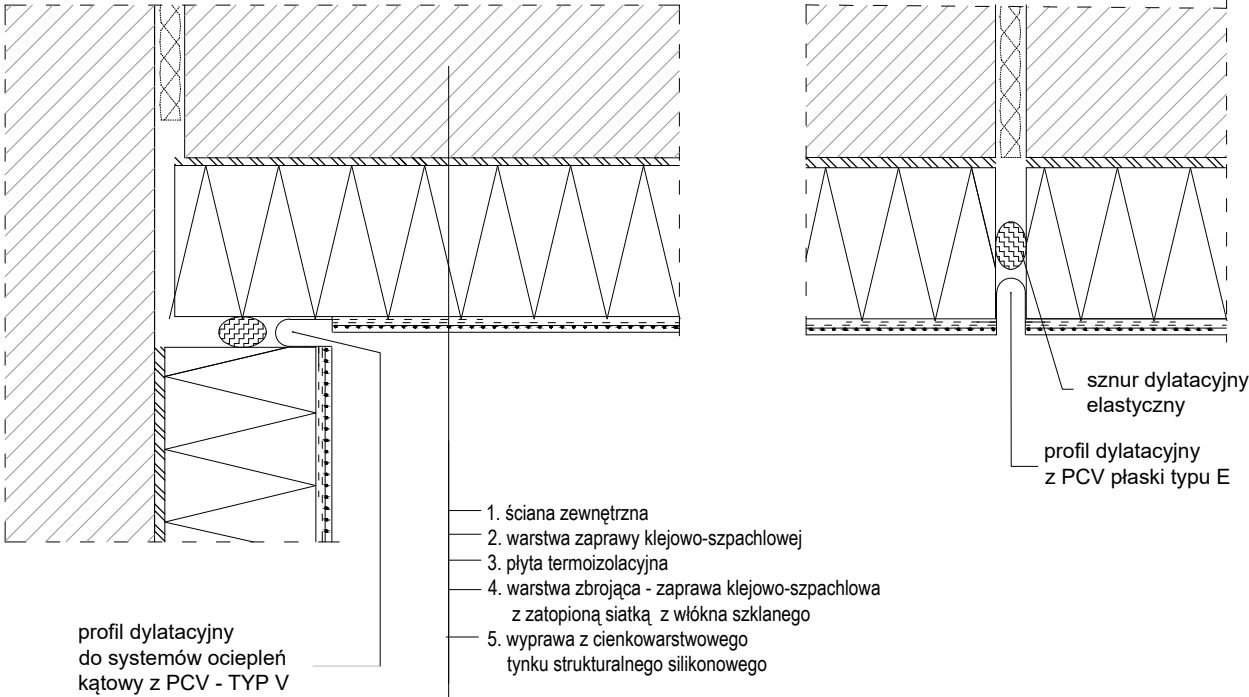 sznur dylatacyjny
elastyczny
profil dylatacyjny
z PCV płaski typu E
1. ściana zewnętrzna
2. warstwa zaprawy klejowo-szpachlowej
3. płyta termoizolacyjna
4. warstwa zbrojąca - zaprawa klejowo-szpachlowa
z zatopioną siatką z włókna szklanego
5. wyprawa z cienkowarstwowego
tynku strukturalnego silikonowego
profil dylatacyjny
do systemów ociepleń
kątowy z PCV - TYP V